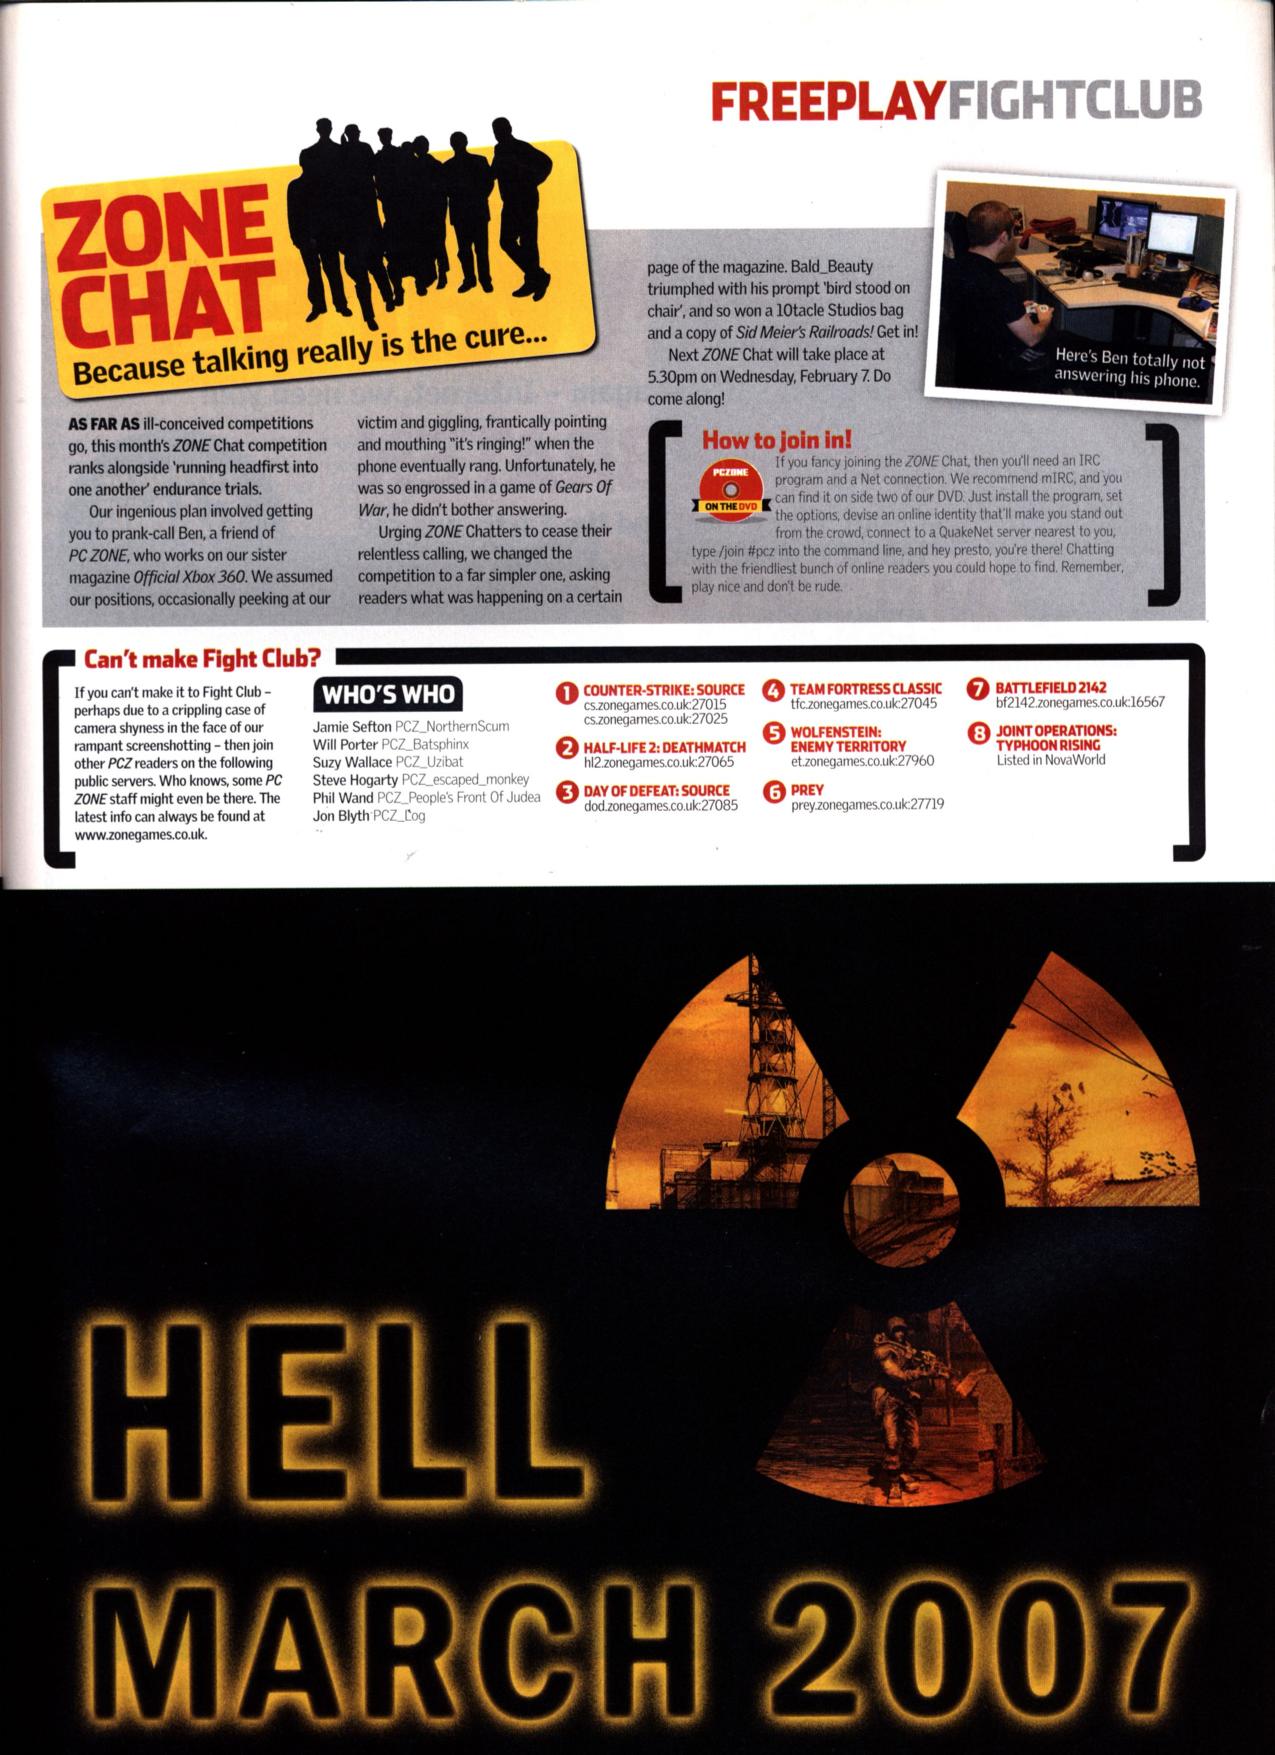 FREEPLAYFIGHTCLUB
ZONE
CHAT
Because talking really is the cure...
AS FAR AS ill-conceived competitions
go, this month's ZONE Chat competition
ranks alongside 'running headfirst into
one another' endurance trials.
Our ingenious plan involved getting
you to prank-call Ben, a friend of
PC ZONE, who works on our sister
magazine Official Xbox 360. We assumed
our positions, occasionally peeking at our
victim and giggling, frantically pointing
and mouthing "it's ringing!" when the
phone eventually rang. Unfortunately, he
was so engrossed in a game of Gears Of
War, he didn't bother answering.
Urging ZONE Chatters to cease their
relentless calling, we changed the
competition to a far simpler one, asking
readers what was happening on a certain
page of the magazine. Bald_Beauty
triumphed with his prompt 'bird stood on
chair', and so won a 10tacle Studios bag
and a copy of Sid Meier's Railroads! Get in!
Next ZONE Chat will take place at
5.30pm on Wednesday, February 7. Do
come along!
Here's Ben totally not
answering his phone.
How to join in!
PCZONE
ON THE DVD
If you fancy joining the ZONE Chat, then you'll need an IRC
program and a Net connection. We recommend mIRC, and you
can find it on side two of our DVD. Just install the program, set
the options, devise an online identity that'll make you stand out
from the crowd, connect to a QuakeNet server nearest to you,
type /join #pcz into the command line, and hey presto, you're there! Chatting
with the friendliest bunch of online readers you could hope to find. Remember,
play nice and don't be rude.
Can't make Fight Club?
If you can't make it to Fight Club –
perhaps due to a crippling case of
camera shyness in the face of our
rampant screenshotting – then join
other PCZ readers on the following
public servers. Who knows, some PC
ZONE staff might even be there. The
latest info can always be found at
www.zonegames.co.uk.
WHO'S WHO
Jamie Sefton PCZ_NorthernScum
Will Porter PCZ_Batsphinx
Suzy Wallace PCZ_Uzibat
Steve Hogarty PCZ_escaped_monkey
Phil Wand PCZ_People's Front Of Judea
Jon Blyth PCZ_Log
1 COUNTER-STRIKE: SOURCE
cs.zonegames.co.uk:27015
cs.zonegames.co.uk:27025
2 HALF-LIFE 2: DEATHMATCH
hl2.zonegames.co.uk:27065
3 DAY OF DEFEAT: SOURCE
dod.zonegames.co.uk:27085
4 TEAM FORTRESS CLASSIC
tfc.zonegames.co.uk:27045
5 WOLFENSTEIN:
ENEMY TERRITORY
et.zonegames.co.uk:27960
6 PREY
prey.zonegames.co.uk:27719
7 BATTLEFIELD 2142
bf2142.zonegames.co.uk:16567
8 JOINT OPERATIONS:
TYPHOON RISING
Listed in NovaWorld
HELL
MARCH 2007